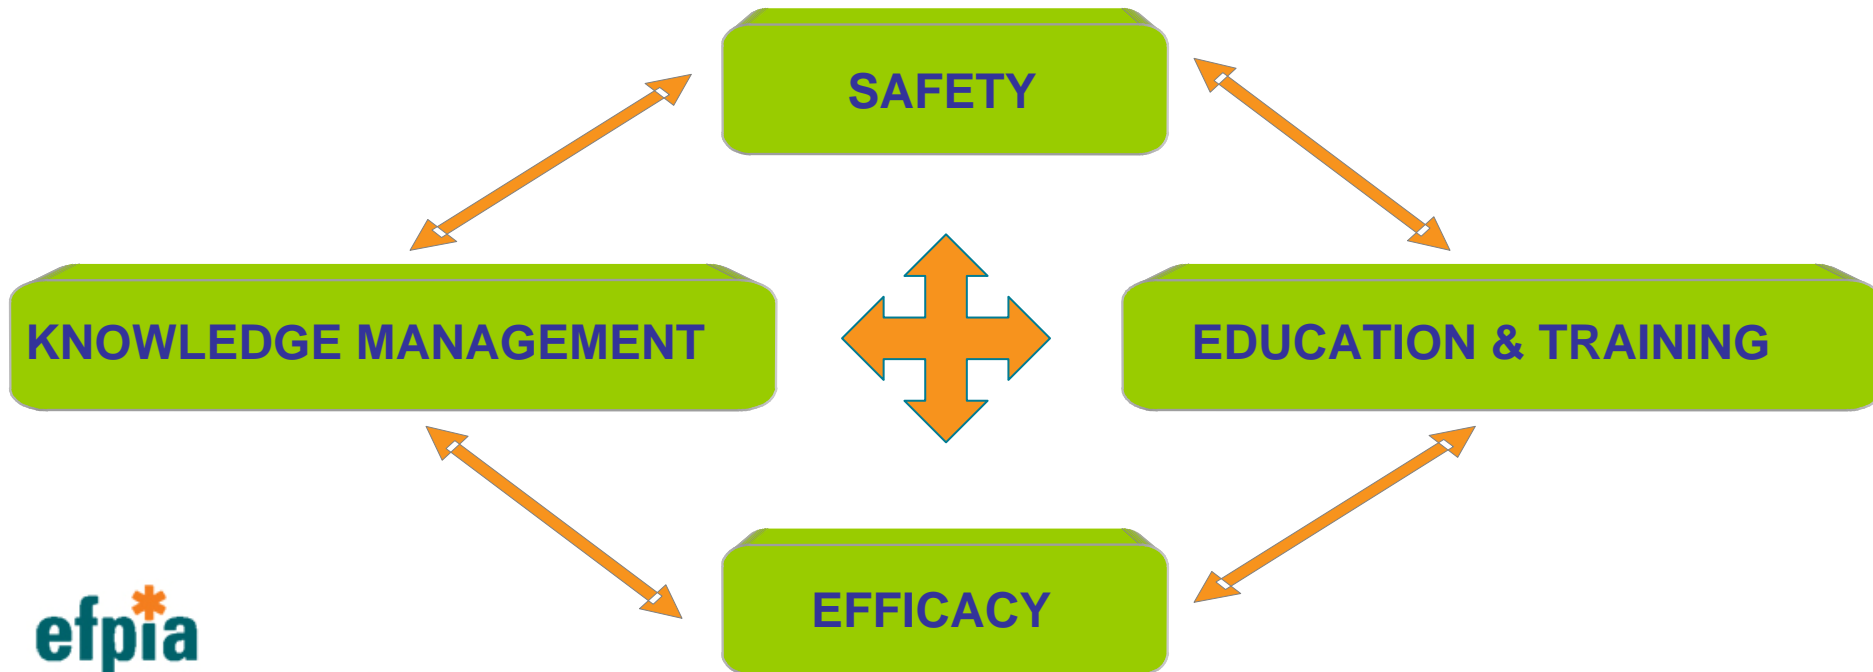 SAFETY
KNOWLEDGE MANAGEMENT
EDUCATION & TRAINING
EFFICACY
efpia